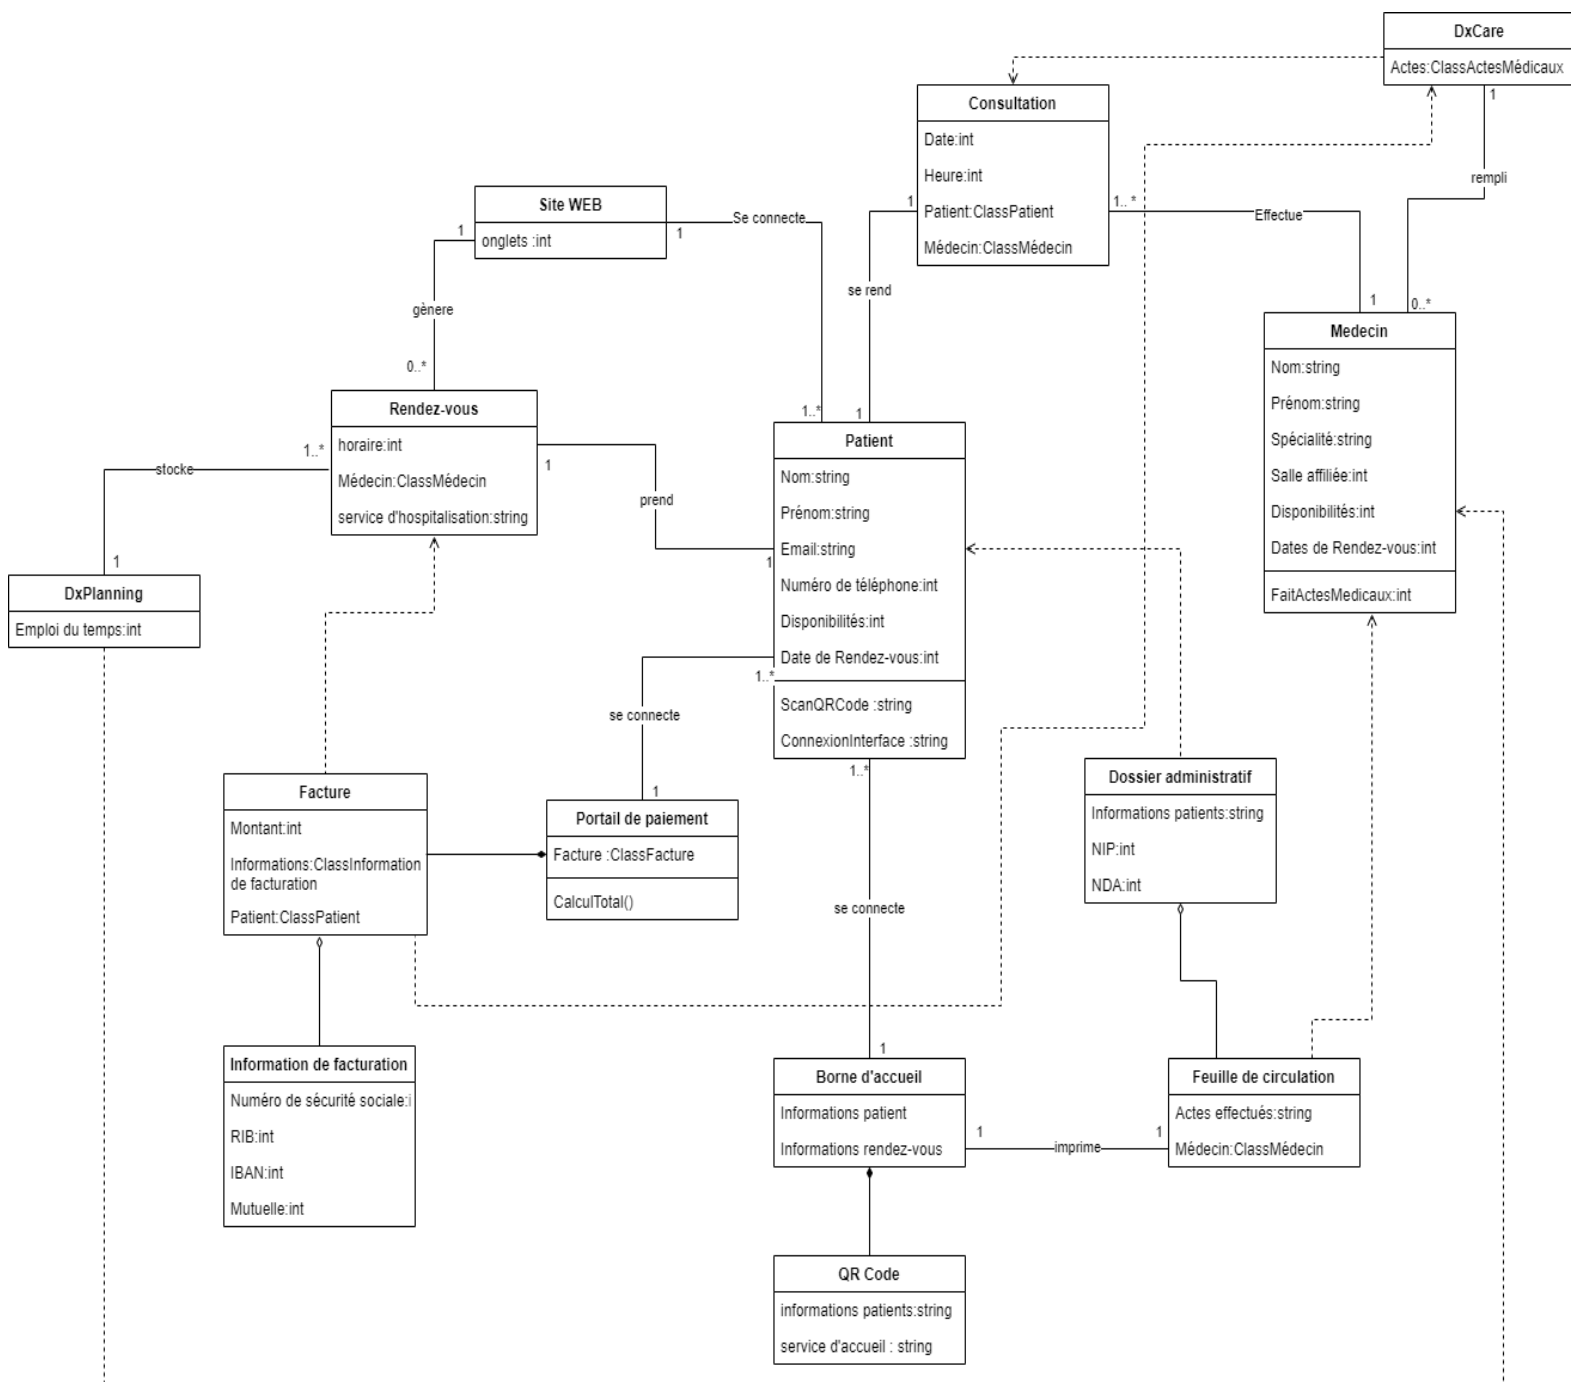 DxCare
Actes:ClassActesMédicaux
1
rempli
0..*
Consultation
Date:int
Heure:int
Patient:ClassPatient
Médecin:ClassMédecin
1
1.. *
Effectue
1
se rend
1
Site WEB
onglets :int
1
1
Se connecte
1..*
gènere
0..*
Medecin
Nom:string
Prénom:string
Spécialité:string
Salle affiliée:int
Disponibilités:int
Dates de Rendez-vous:int
FaitActesMedicaux:int
Rendez-vous
horaire:int
Médecin:ClassMédecin
service d'hospitalisation:string
1..*
stocke
1
1
prend
1
Patient
Nom:string
Prénom:string
Email:string
Numéro de téléphone:int
Disponibilités:int
Date de Rendez-vous:int
ScanQRCode :string
ConnexionInterface :string
DxPlanning
Emploi du temps:int
1..*
se connecte
1
1..*
se connecte
1
Facture
Montant:int
Informations:ClassInformation
de facturation
Patient:ClassPatient
Portail de paiement
Facture :ClassFacture
CalculTotal()
Dossier administratif
Informations patients:string
NIP:int
NDA:int
Information de facturation
Numéro de sécurité sociale:i
RIB:int
IBAN:int
Mutuelle:int
Borne d'accueil
Informations patient
Informations rendez-vous
1
imprime
1
Feuille de circulation
Actes effectués:string
Médecin:ClassMédecin
QR Code
informations patients:string
service d'accueil : string